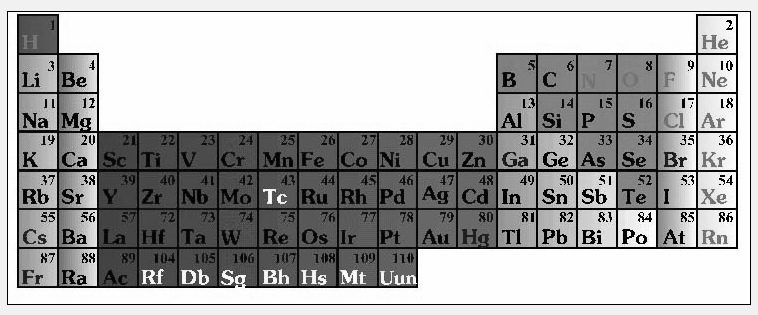 1 2
H He
3 4 5 6 7 8 9 10
Li Be B C N O F Ne
11 12 13 14 15 16 17 18
Na Mg Al Si P S Cl Ar
19 20 21 22 23 24 25 26 27 28 29 30 31 32 33 34 35 36
K Ca Sc Ti V Cr Mn Fe Co Ni Cu Zn Ga Ge As Se Br Kr
37 38 39 40 41 42 43 44 45 46 47 48 49 50 51 52 53 54
Rb Sr Y Zr Nb Mo Tc Ru Rh Pd Ag Cd In Sn Sb Te I Xe
55 56 57 72 73 74 75 76 77 78 79 80 81 82 83 84 85 86
Cs Ba La Hf Ta W Re Os Ir Pt Au Hg Tl Pb Bi Po At Rn
87 88 89 104 105 106 107 108 109 110
Fr Ra Ac Rf Db Sg Bh Hs Mt Uun